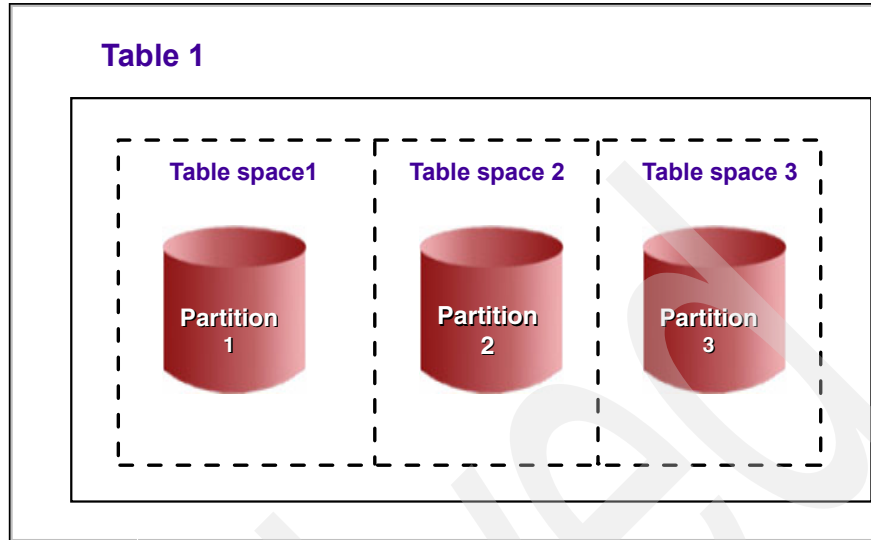 Table 1
Table space1
Table space 2
Table space 3
Partition
1
Partition
2
Partition
3